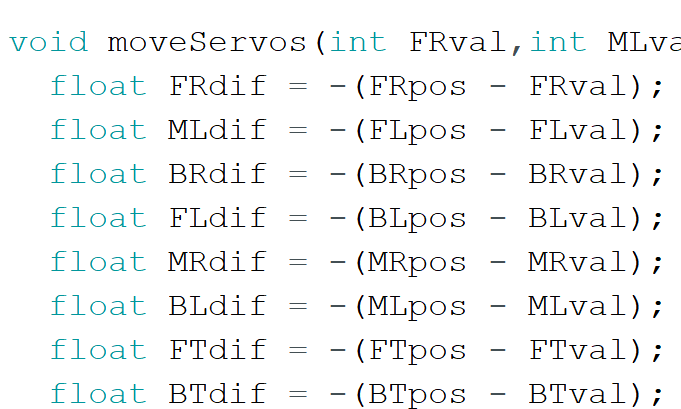 void moveServos(int FRval,int MLva
float FRdif = -(FRpos - FRval);
float MLdif = -(FLpos - FLval);
float BRdif = -(BRpos - BRval);
float FLdif = -(BLpos - BLval);
float MRdif = -(MRpos - MRval);
float BLdif = -(MLpos - MLval);
float FTdif = -(FTpos - FTval);
float BTdif = -(BTpos - BTval);